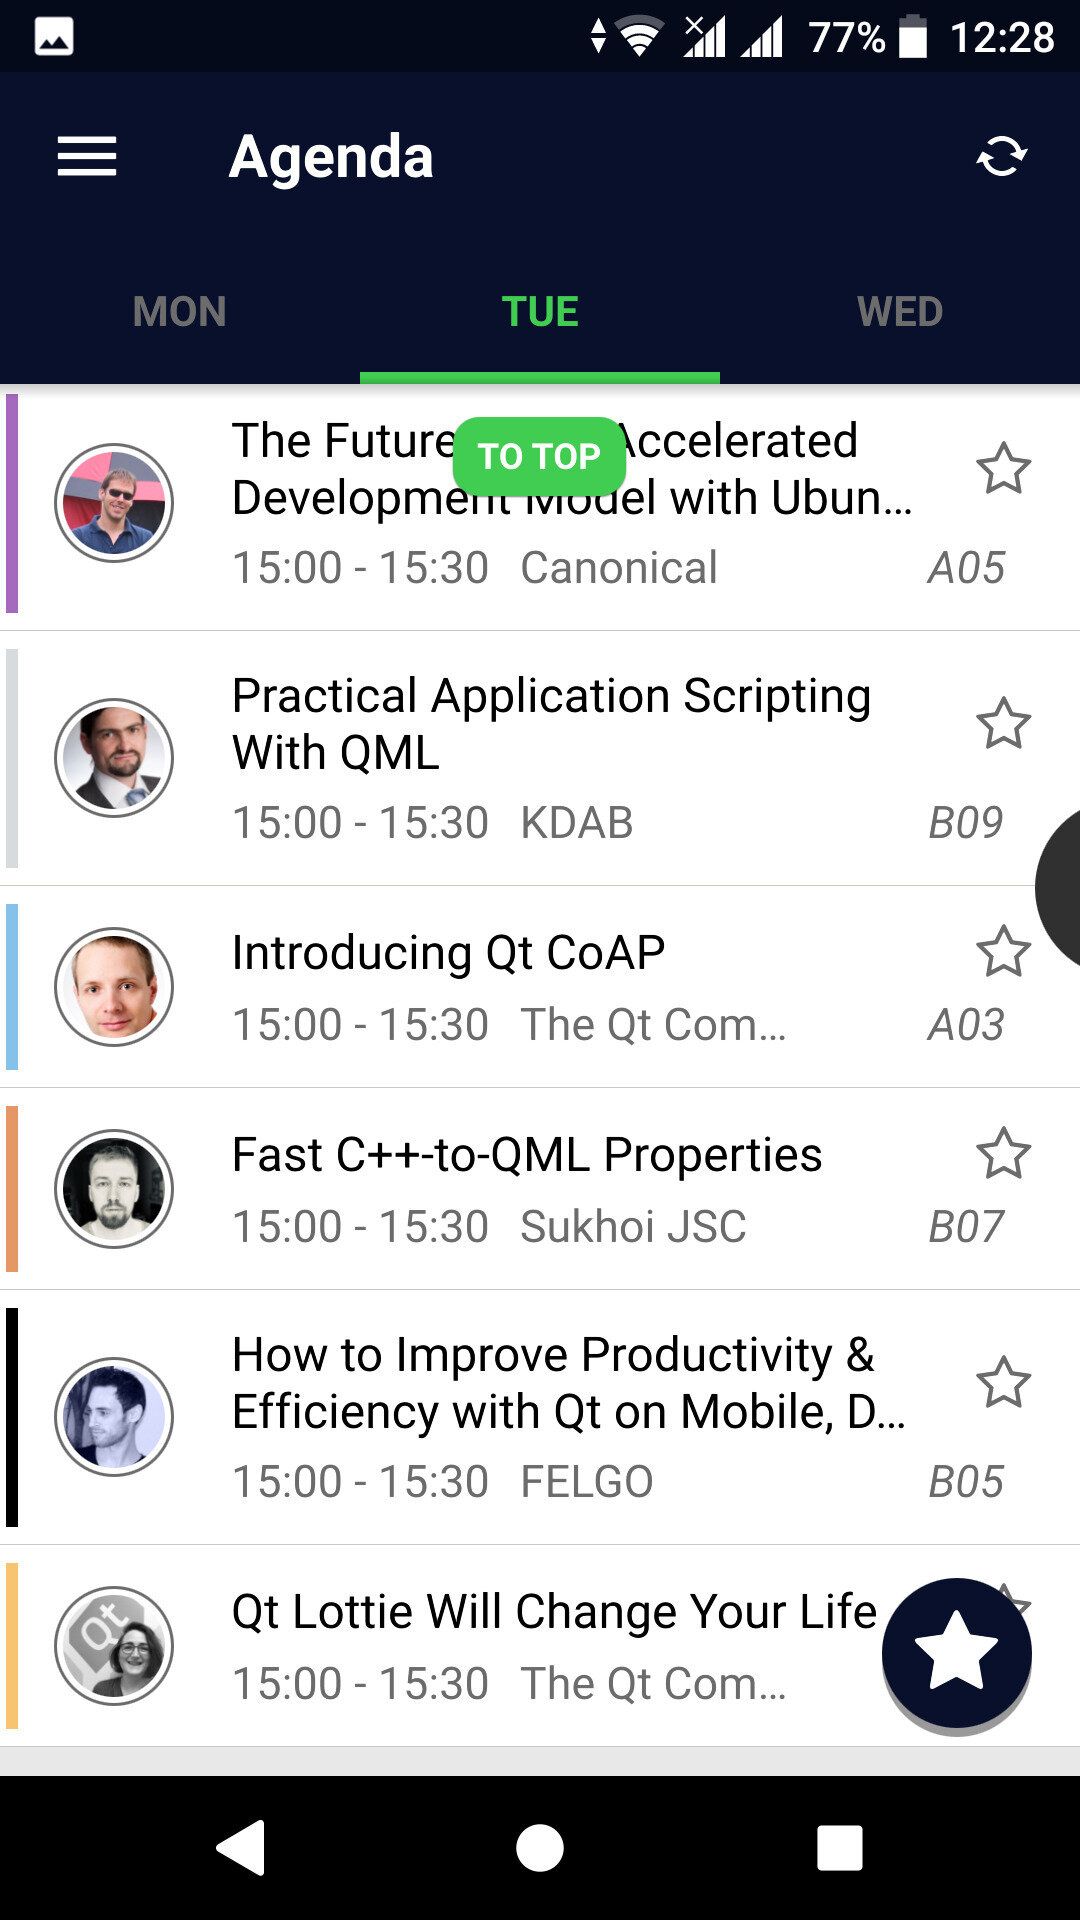 77% 12:28
Agenda
MON TUE WED
TO TOP
The Future Accelerated
Development Model with Ubun...
15:00 - 15:30 Canonical A05
Practical Application Scripting
With QML
15:00 - 15:30 KDAB B09
Introducing Qt CoAP
15:00 - 15:30 The Qt Com... A03
Fast C++-to-QML Properties
15:00 - 15:30 Sukhoi JSC B07
How to Improve Productivity &
Efficiency with Qt on Mobile, D...
15:00 - 15:30 FELGO B05
Qt
Qt Lottie Will Change Your Life
15:00 - 15:30 The Qt Com...